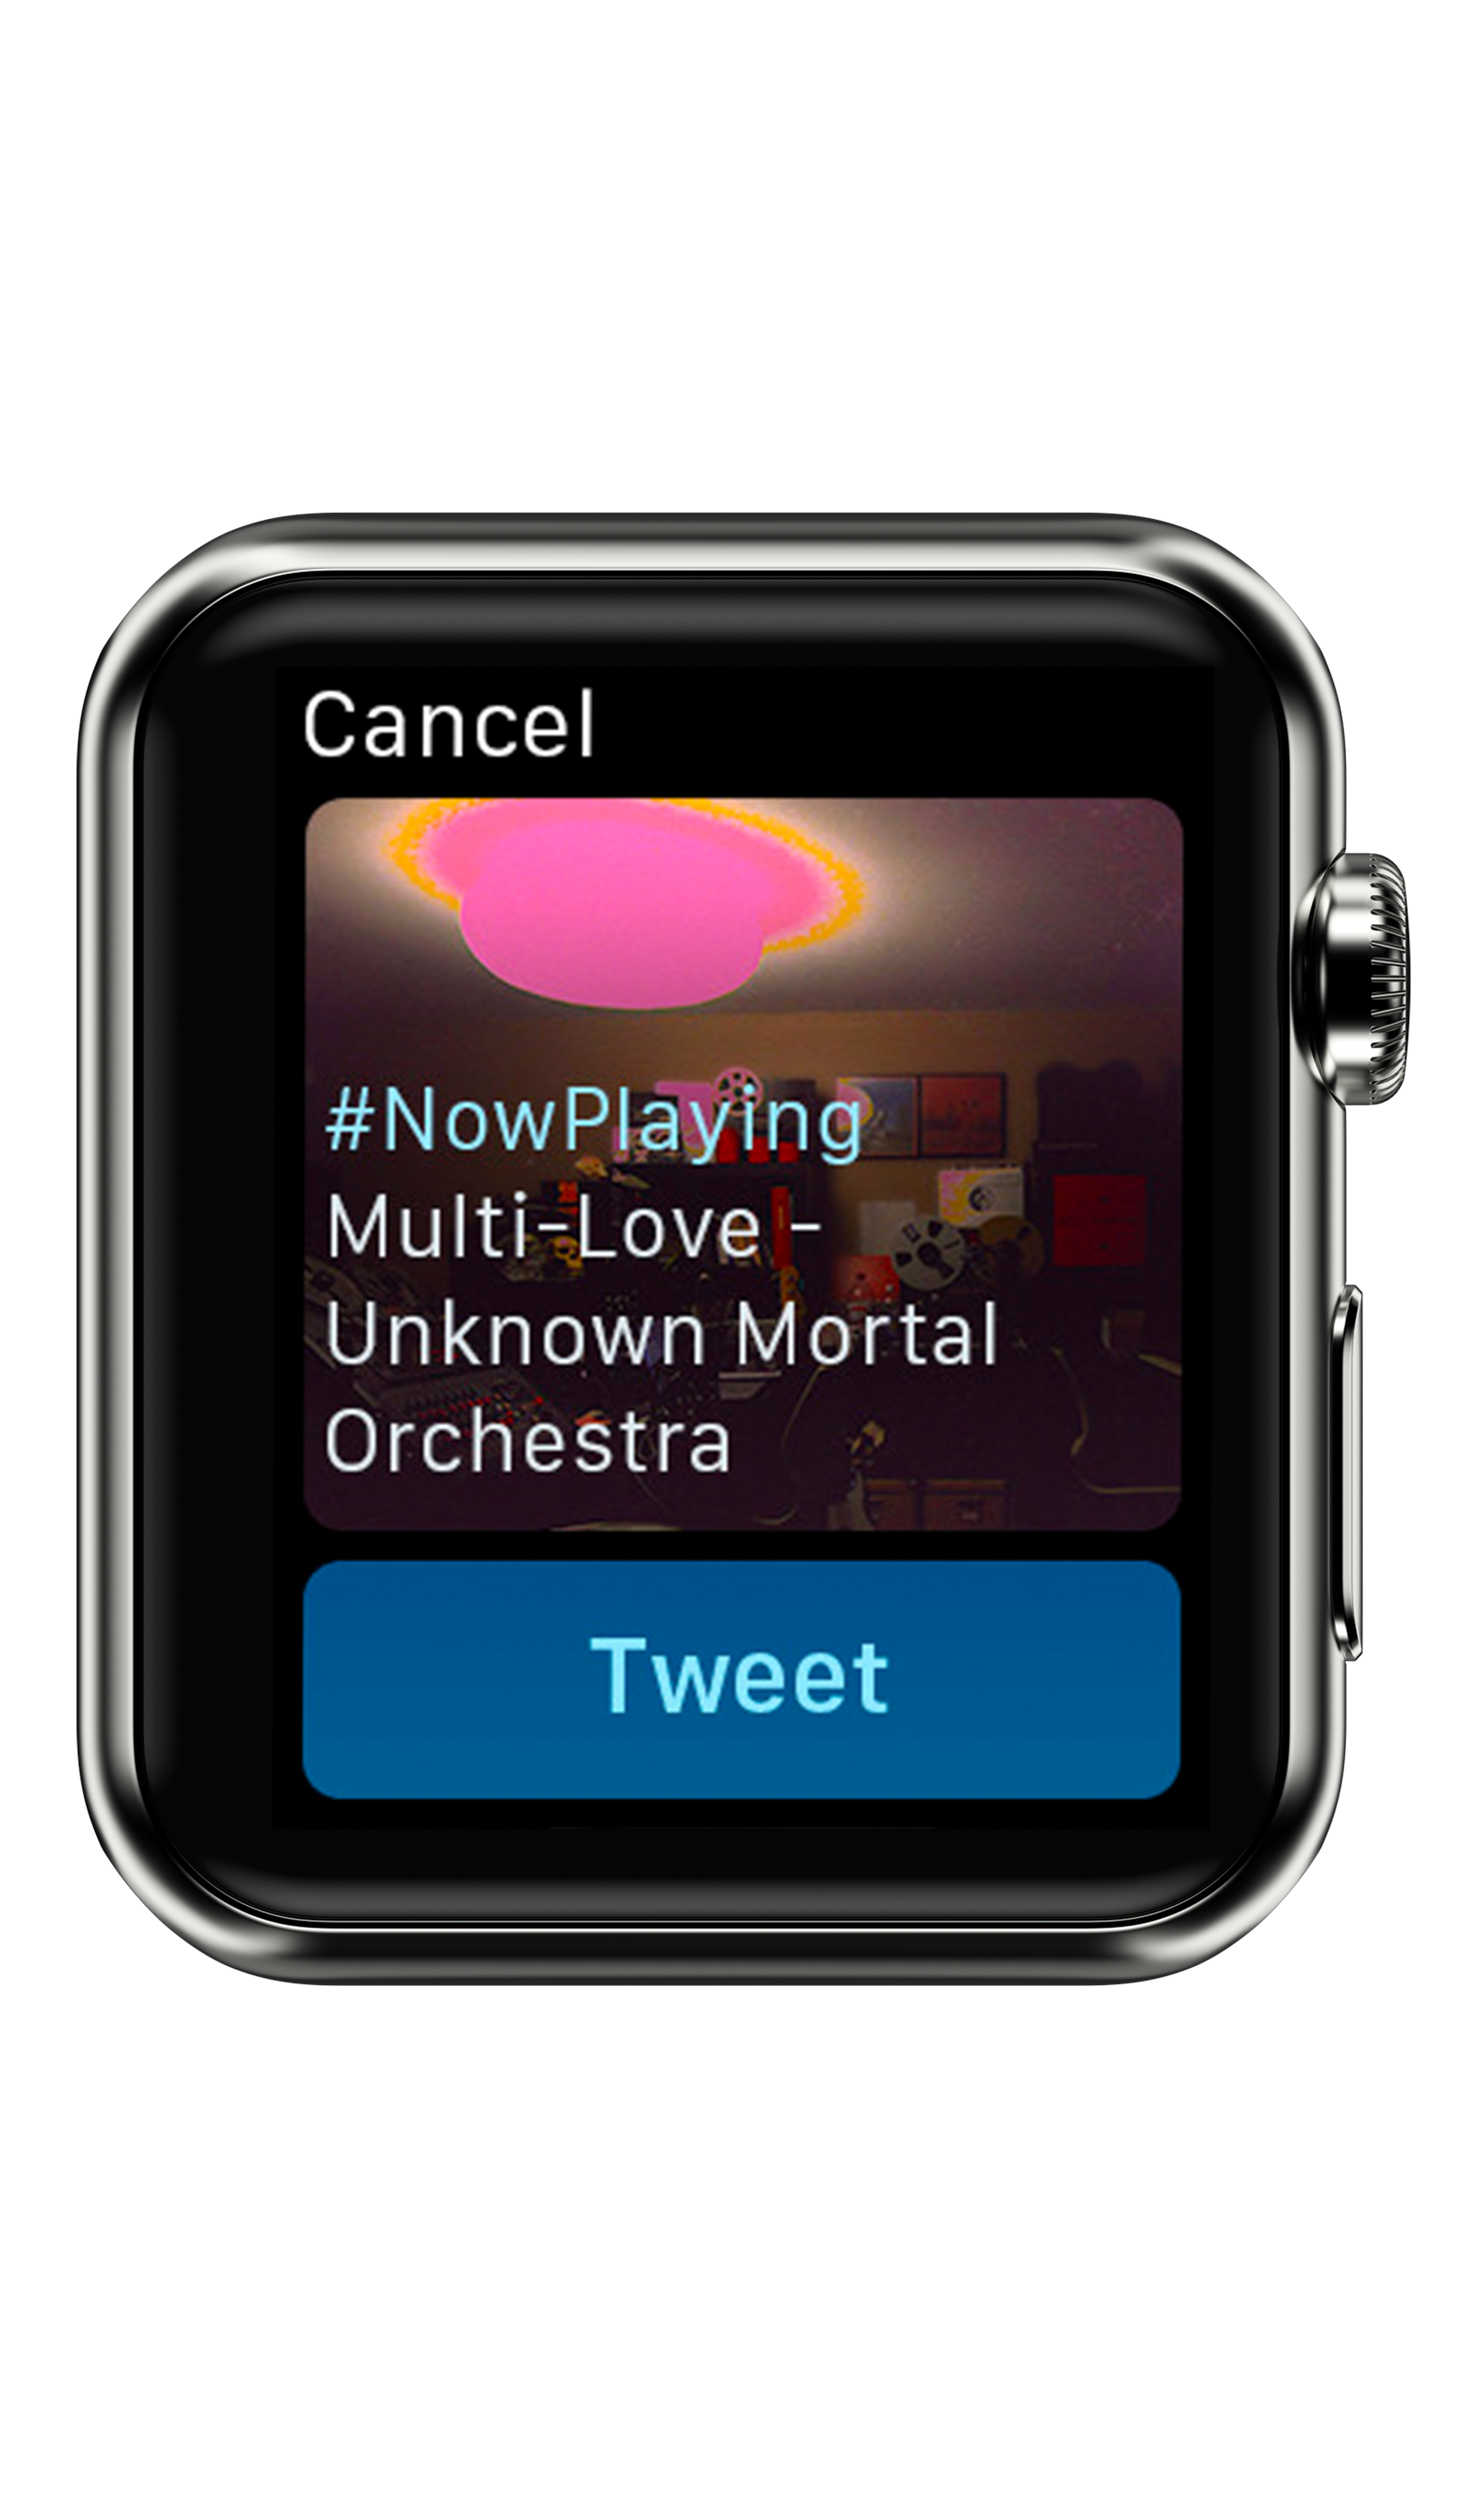 Cancel
#NowPlaying
Multi-Love -
Unknown Mortal
Orchestra
Tweet